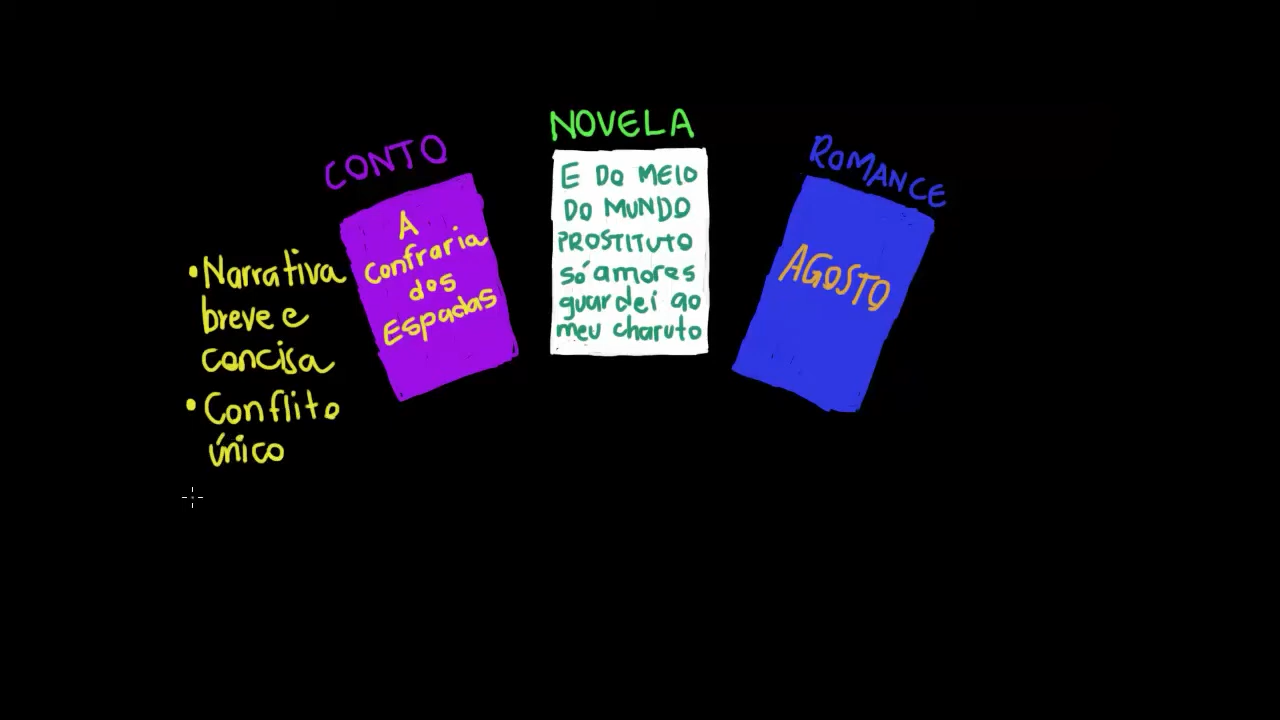 CONTO
A
Confraria
dos
Espadas
• Narrativa
breve e
concisa
• Conflito
único
NOVELA
E DO MEIO
DO MUNDO
PROSTITUTO
só amores
guardei ao
meu charuto
ROMANCE
AGOSTO